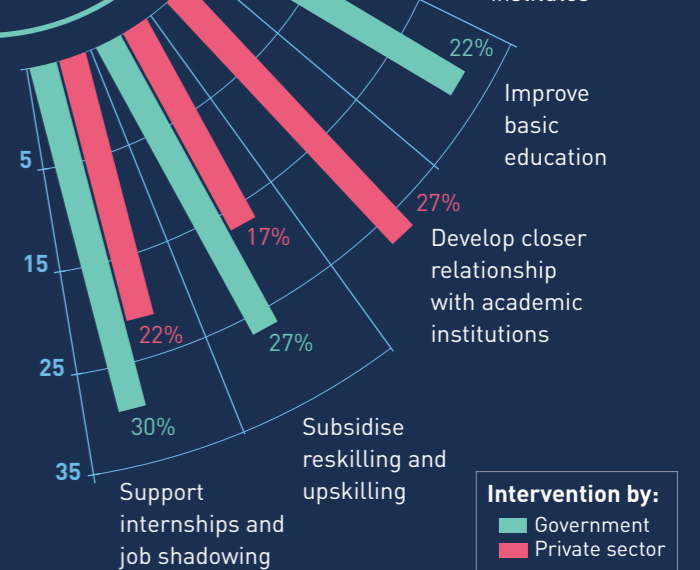 22%
Improve
basic
education
27%
Develop closer
relationship
with academic
institutions
5
15
25
35
17%
22%
27%
30%
Subsidise
reskilling and
upskilling
Support
internships and
job shadowing
Intervention by:
Government
Private sector